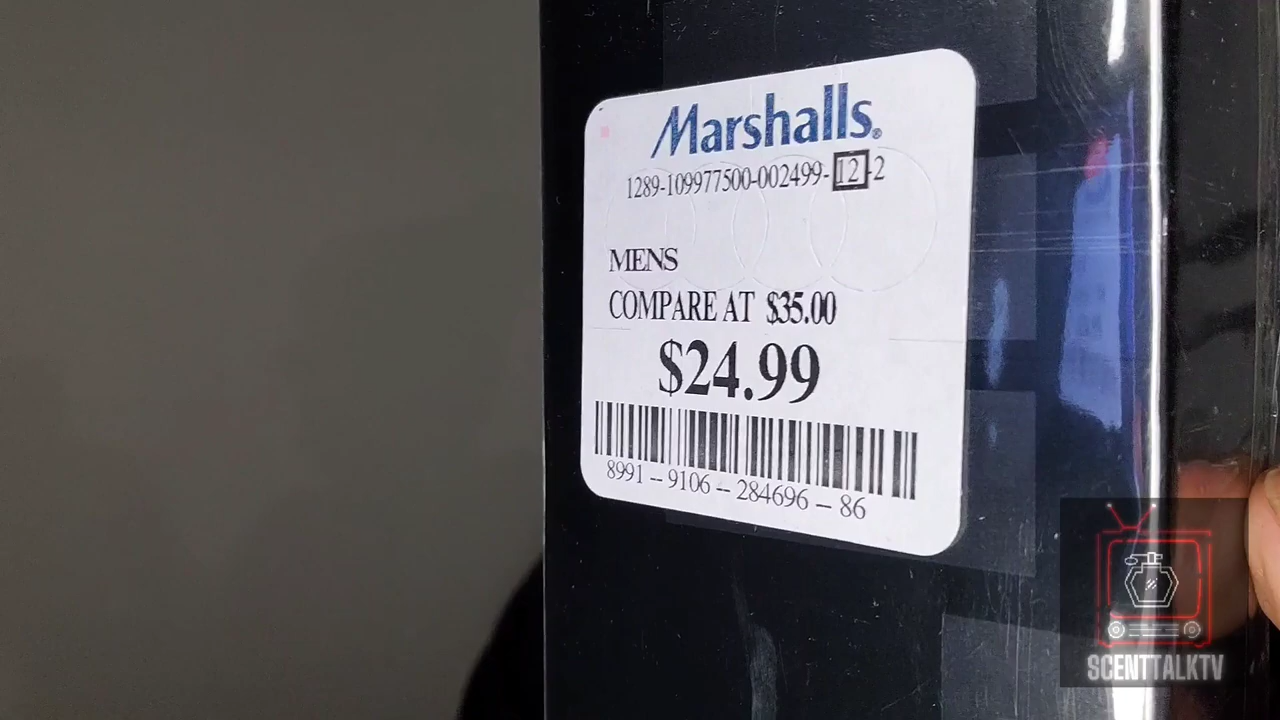 Marshalls®
1289-109977500-002499-12-2
MENS
COMPARE AT $35.00
$24.99
8991 – 9106 – 284696 – 86
SCENTTALKTV